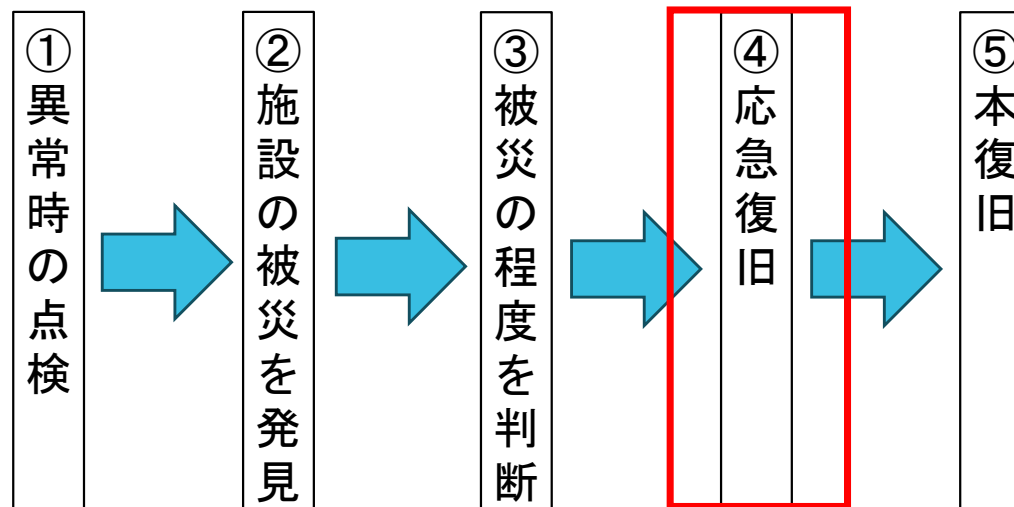 ①異常時の点検
②施設の被災を発見
③被災の程度を判断
④応急復旧
⑤本復旧